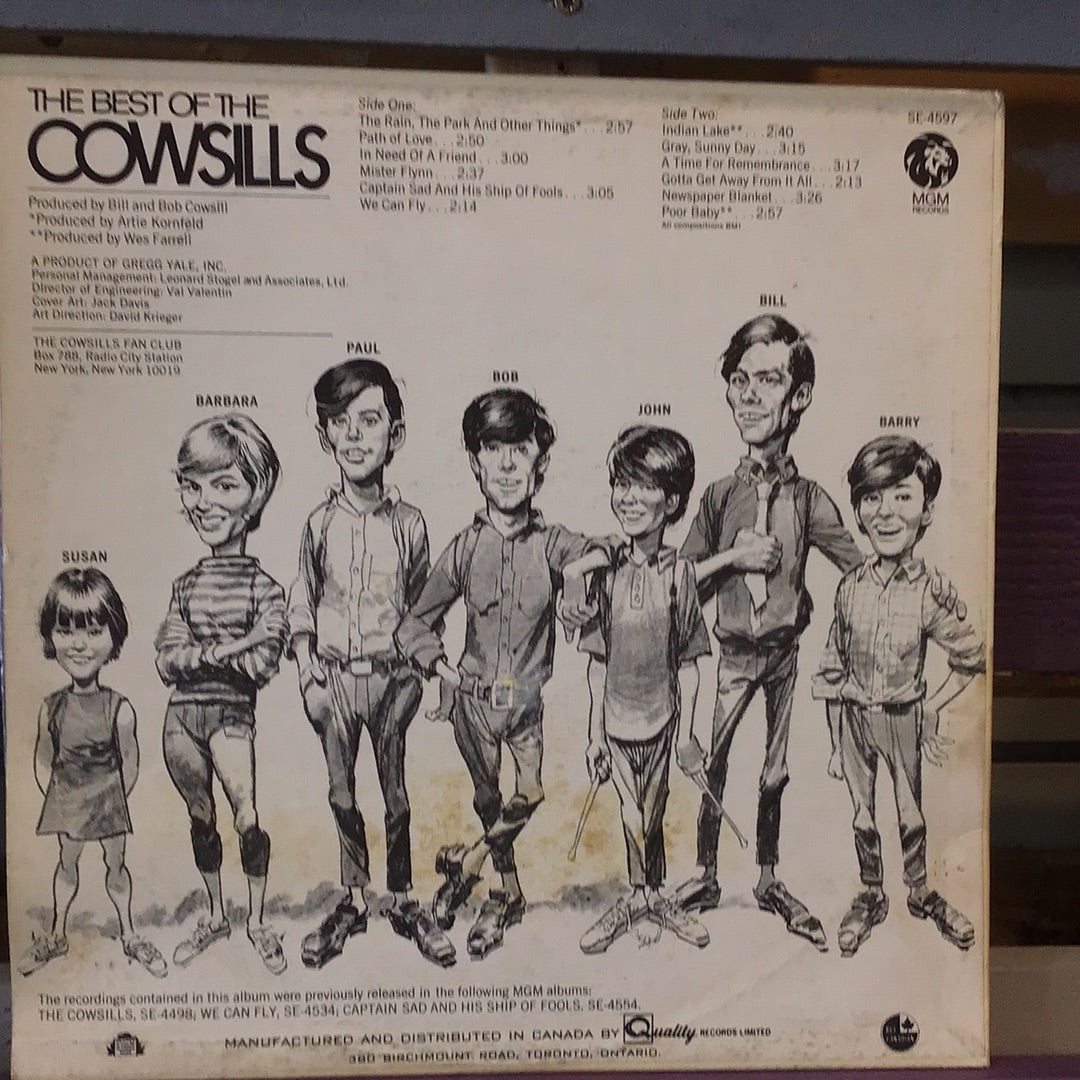 THE BEST OF THE
COWSILLS
Produced by Bill and Bob Cowsill
*Produced by Artie Kornfeld
**Produced by Wes Farrell
A PRODUCT OF GREGG YALE, INC.
Personal Management: Leonard Stogel and Associates, Ltd.
Director of Engineering: Val Valentin
Cover Art: Jack Davis
Art Direction: David Krieger
THE COWSILLS FAN CLUB
Box 788, Radio City Station
New York, New York 10019
Side One:
The Rain, The Park And Other Things* . . . 2:57
Path of Love . . . 2:50
In Need Of A Friend . . . 3:00
Mister Flynn . . . 2:37
Captain Sad And His Ship Of Fools . . . 3:05
We Can Fly . . . 2:14
Side Two:
Indian Lake** . . . 2:40
Gray, Sunny Day . . . 3:15
A Time For Remembrance . . . 3:17
Gotta Get Away From It All . . . 2:13
Newspaper Blanket . . . 3:26
Poor Baby** . . . 2:57
All compositions BMI
SE-4597
MGM
RECORDS
SUSAN
BARBARA
PAUL
BOB
JOHN
BILL
BARRY
The recordings contained in this album were previously released in the following MGM albums:
THE COWSILLS, SE-4498; WE CAN FLY, SE-4534; CAPTAIN SAD AND HIS SHIP OF FOOLS, SE-4554.
MANUFACTURED AND DISTRIBUTED IN CANADA BY Quality RECORDS LIMITED
380 BIRCHMOUNT ROAD, TORONTO, ONTARIO.